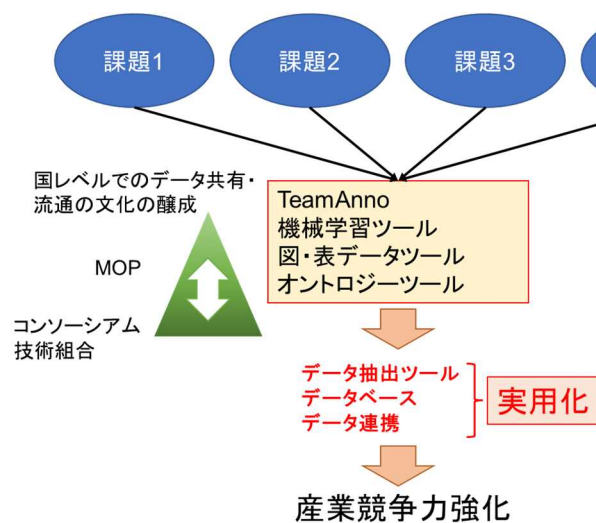 課題1
課題2
課題3
国レベルでのデータ共有・
流通の文化の醸成
MOP
コンソーシアム
技術組合
TeamAnno
機械学習ツール
図・表データツール
オントロジーツール
データ抽出ツール
データベース
データ連携
実用化
産業競争力強化